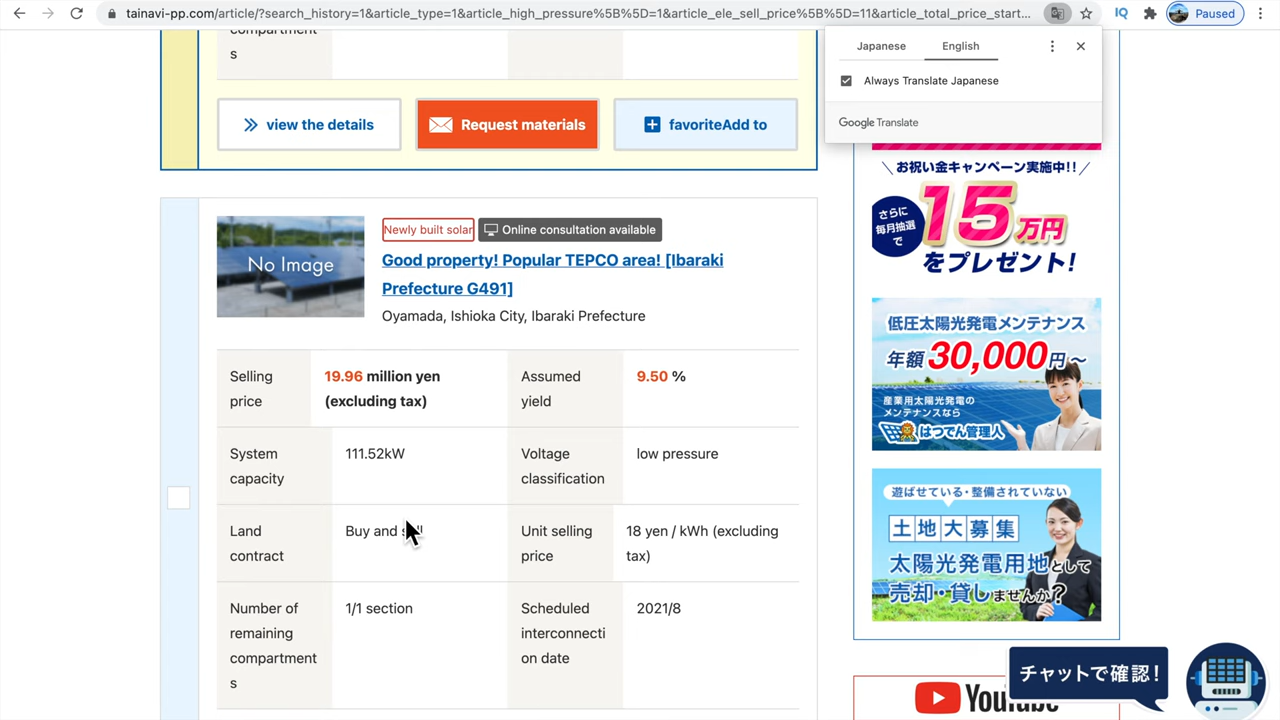 tainavi-pp.com/article/?search_history=1&article_type=1&article_high_pressure%5B%5D=1&article_ele_sell_price%5B%5D=11&article_total_price_start...
IQ
Paused
Japanese
English
Always Translate Japanese
Google Translate
compartment
s
view the details
Request materials
favoriteAdd to
No Image
Newly built solar
Online consultation available
Good property! Popular TEPCO area! [Ibaraki
Prefecture G491]
Oyamada, Ishioka City, Ibaraki Prefecture
Selling
price
19.96 million yen
(excluding tax)
Assumed
yield
9.50 %
System
capacity
111.52kW
Voltage
classification
low pressure
Land
contract
Buy and sell
Unit selling
price
18 yen / kWh (excluding
tax)
Number of
remaining
compartment
s
1/1 section
Scheduled
interconnecti
on date
2021/8
お祝い金キャンペーン実施中!!
さらに
毎月抽選
で
15万円
をプレゼント!
低圧太陽光発電メンテナンス
年額30,000円~
産業用太陽光発電の
メンテナンスなら
はつでん管理人
遊ばせている・整備されていない
土地大募集
太陽光発電用地として
売却・貸しませんか?
チャットで確認!
YouTube